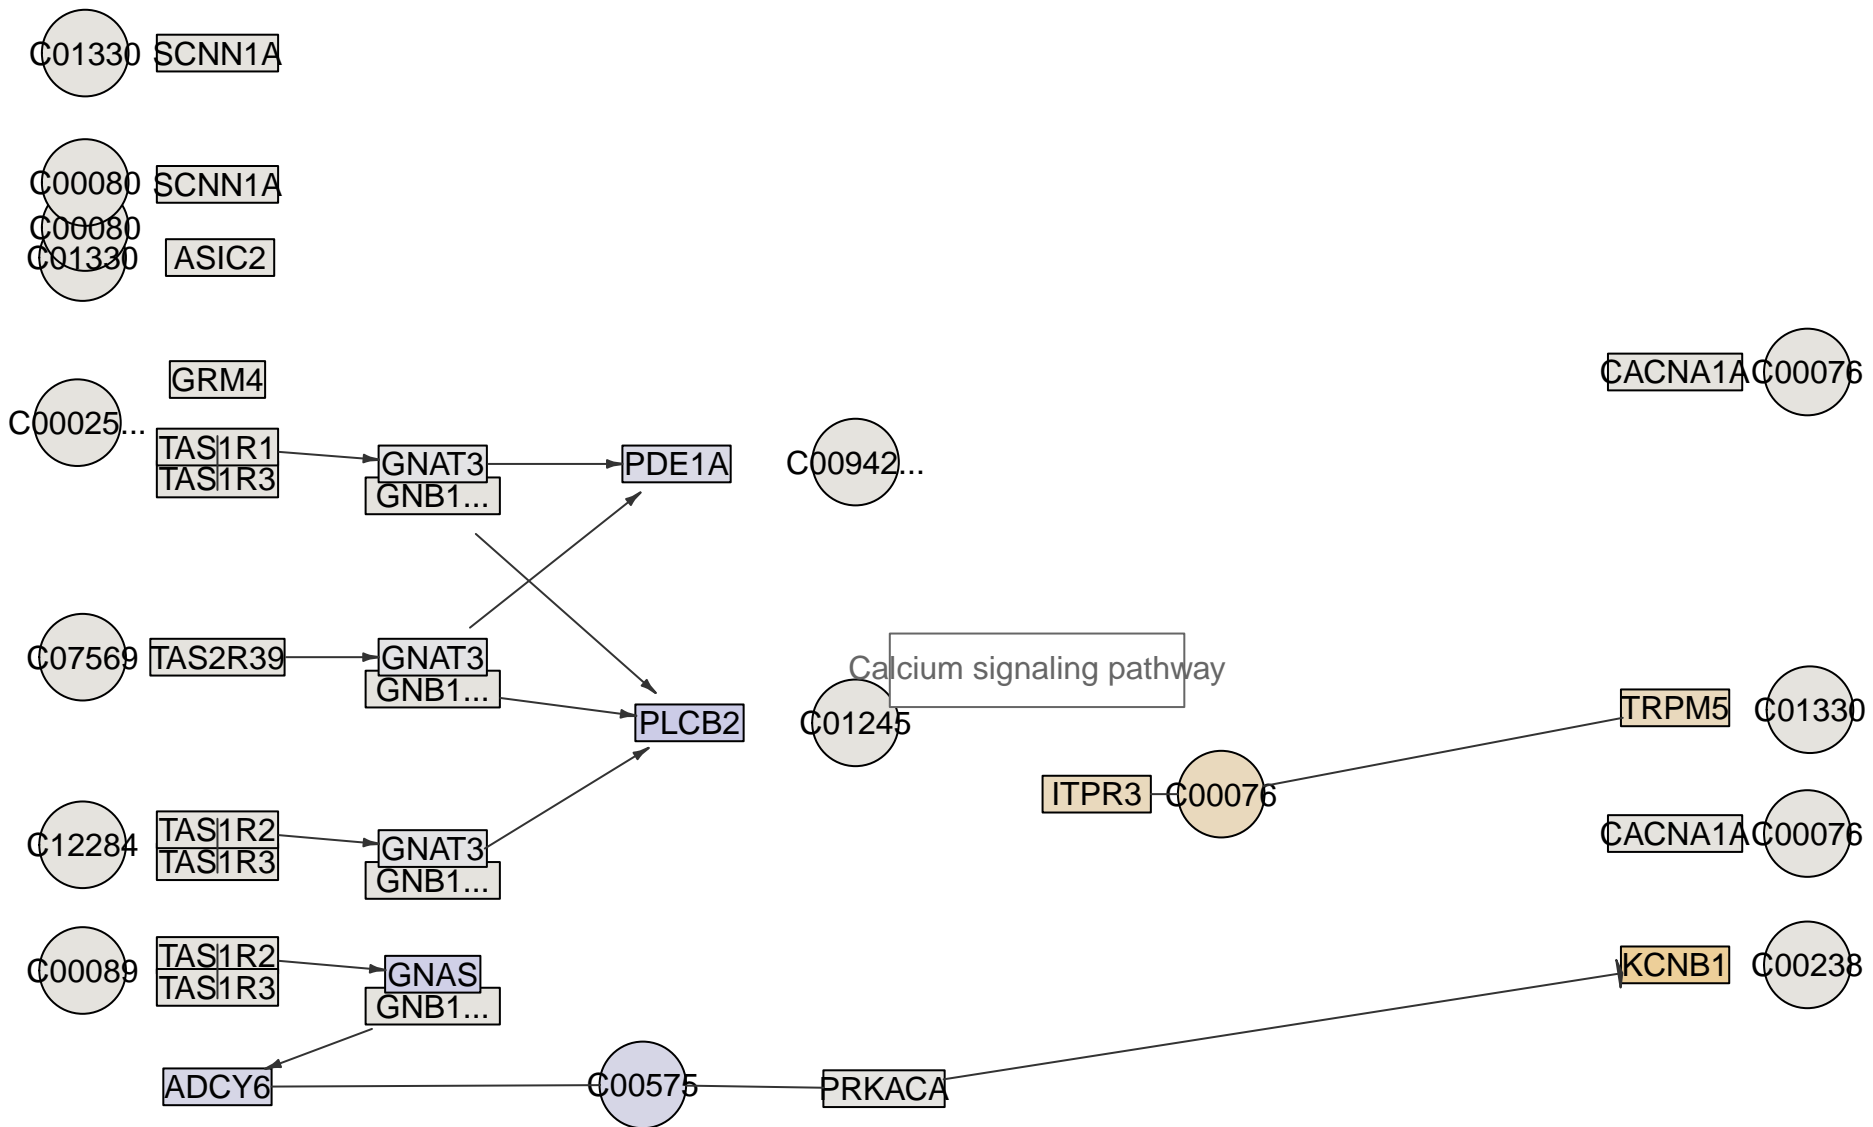 C01330 SCNN1A
C00080 SCNN1A
C00080
C01330 ASIC2
GRM4
CACNA1A C00076
C00025...
TAS1R1
TAS1R3
GNAT3
GNB1...
PDE1A
C00942...
C07569 TAS2R39
GNAT3
GNB1...
Calcium signaling pathway
PLCB2
C01245
TRPM5 C01330
ITPR3 C00076
C12284
TAS1R2
TAS1R3
GNAT3
GNB1...
CACNA1A C00076
C00089
TAS1R2
TAS1R3
GNAS
GNB1...
KCNB1 C00238
ADCY6
C00575
PRKACA